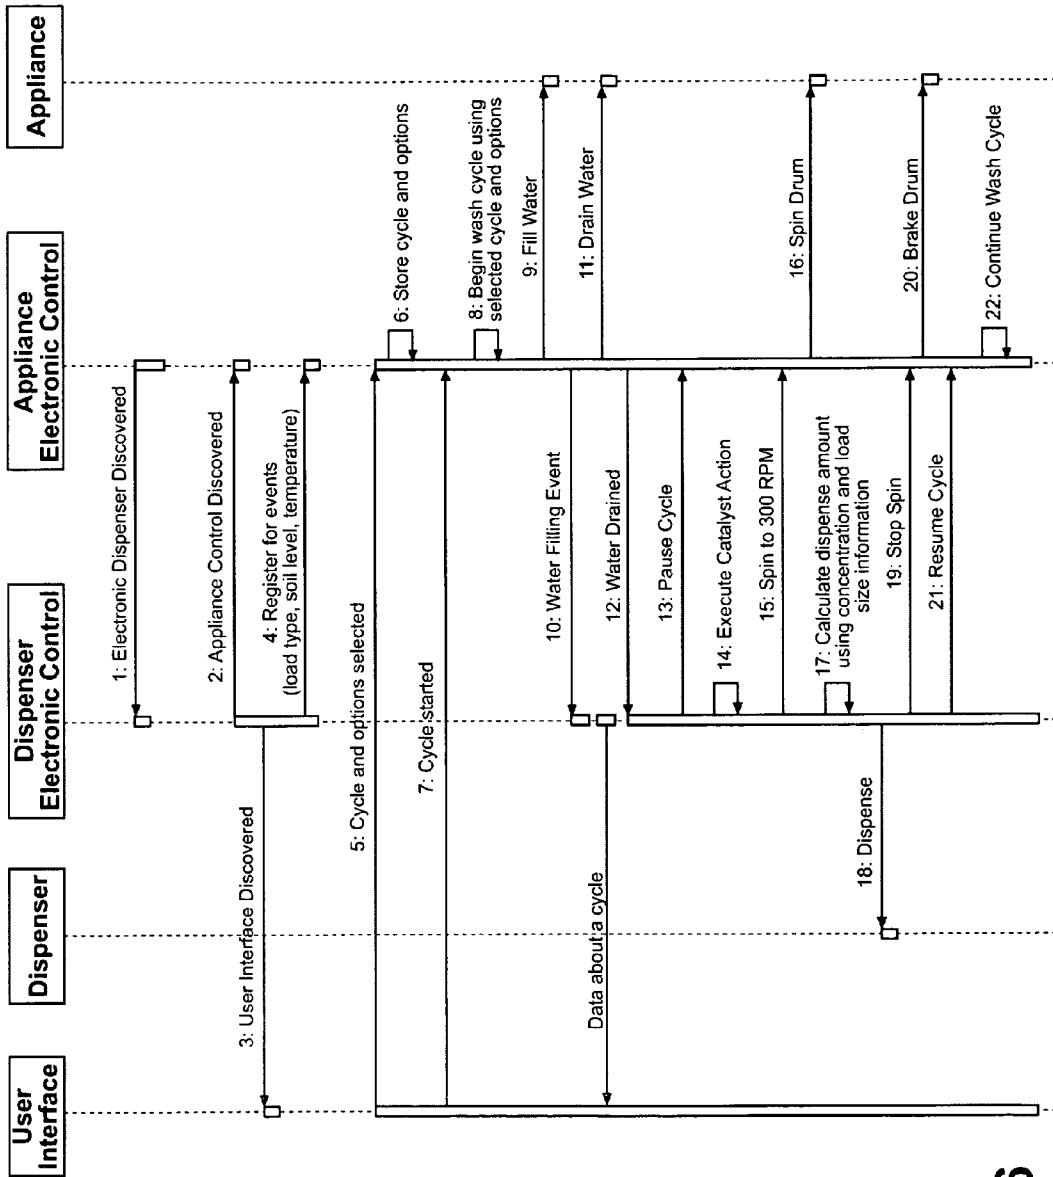 User
Interface
Dispenser
Dispenser
Electronic Control
Appliance
Electronic Control
Appliance
1: Electronic Dispenser Discovered
2: Appliance Control Discovered
3: User Interface Discovered
4: Register for events
(load type, soil level, temperature)
5: Cycle and options selected
6: Store cycle and options
7: Cycle started
8: Begin wash cycle using
selected cycle and options
9: Fill Water
10: Water Filling Event
11: Drain Water
Data about a cycle
12: Water Drained
13: Pause Cycle
14: Execute Catalyst Action
15: Spin to 300 RPM
16: Spin Drum
17: Calculate dispense amount
using concentration and load
size information
18: Dispense
19: Stop Spin
20: Brake Drum
21: Resume Cycle
22: Continue Wash Cycle